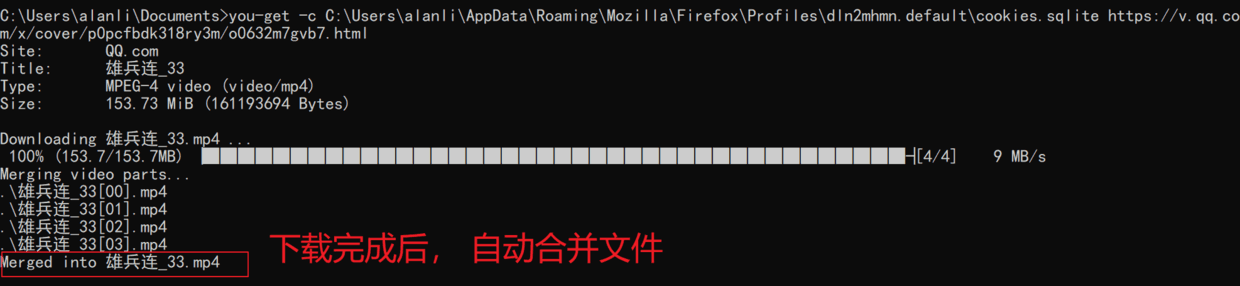 C:\Users\alanli\Documents>you-get -c C:\Users\alanli\AppData\Roaming\Mozilla\Firefox\Profiles\dln2mhmn.default\cookies.sqlite https://v.qq.co
m/x/cover/p0pcfbdk318ry3m/o0632m7gvb7.html
Site:       QQ.com
Title:      雄兵连_33
Type:       MPEG-4 video (video/mp4)
Size:       153.73 MiB (161193694 Bytes)
Downloading 雄兵连_33.mp4 ...
100% (153.7/153.7MB) [4/4]    9 MB/s
Merging video parts...
.\雄兵连_33[00].mp4
.\雄兵连_33[01].mp4
.\雄兵连_33[02].mp4
.\雄兵连_33[03].mp4
Merged into 雄兵连_33.mp4
下载完成后， 自动合并文件